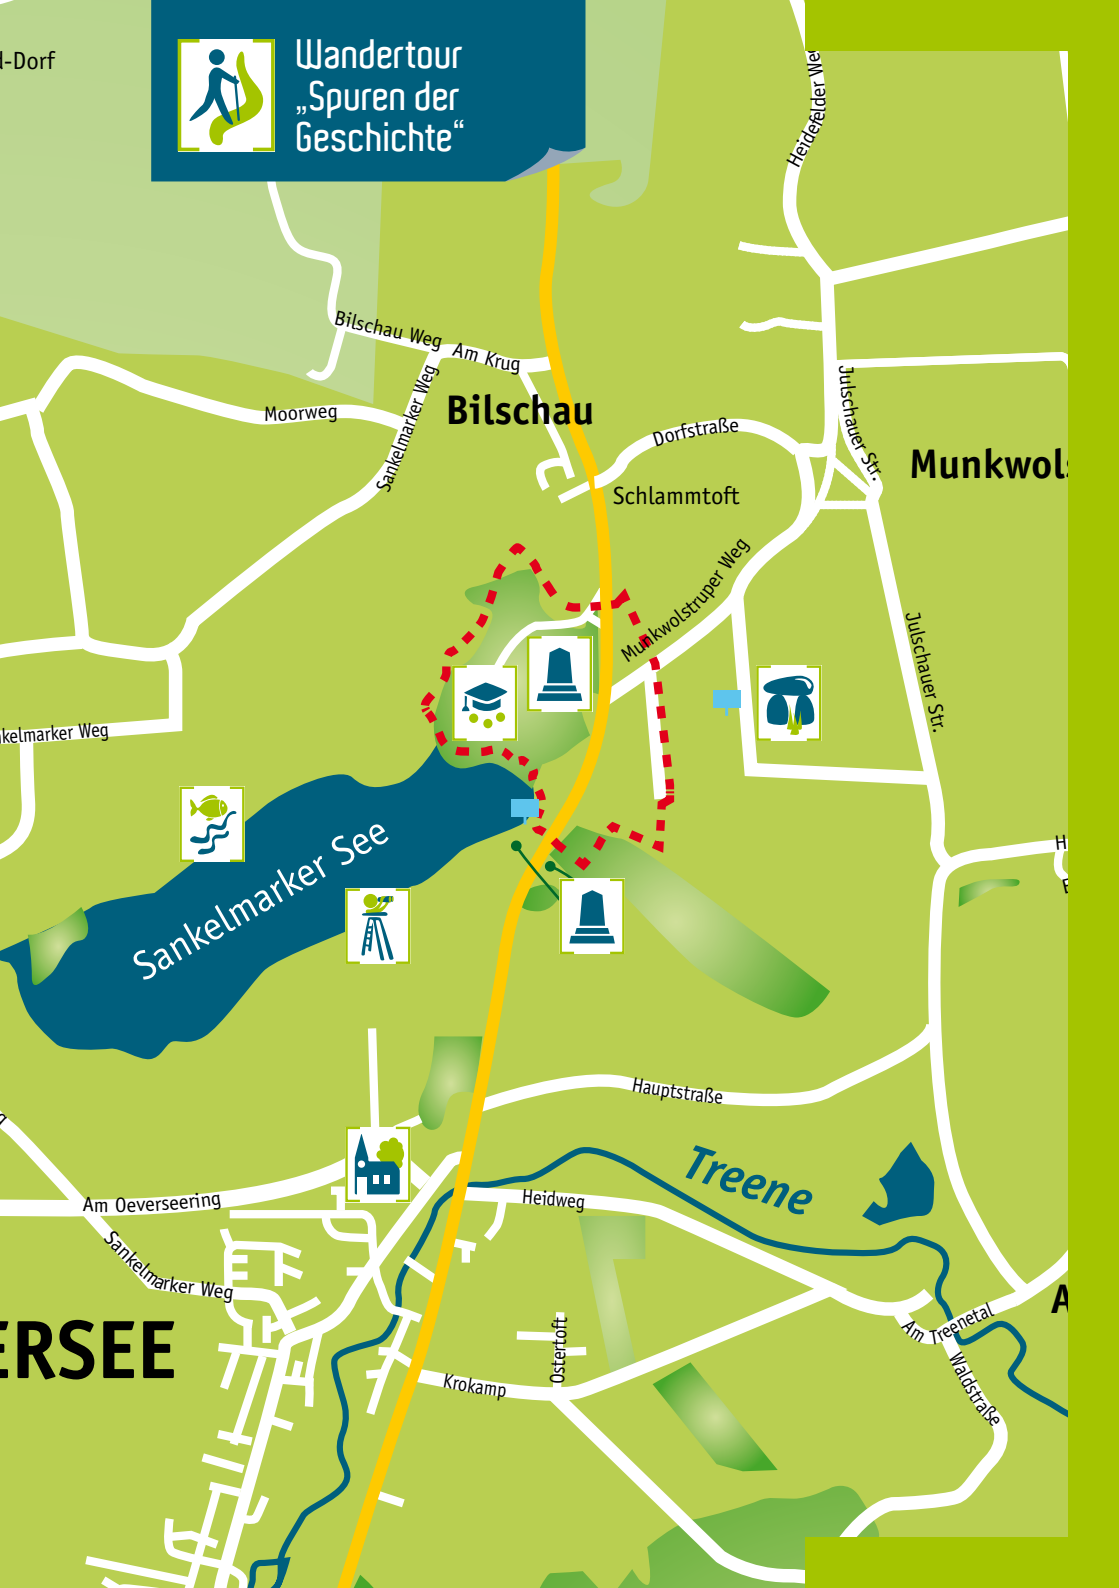 Wandertour
„Spuren der
Geschichte“
d-Dorf
Heidefelder We
Bilschau Weg
Am Krug
Sankelmarker Weg
Moorweg
Bilschau
Dorfstraße
Julschauer Str.
Munkwols
Schlammtoft
Munkwolstruper Weg
Julschauer Str.
nkelmarker Weg
Sankelmarker See
H
E
Hauptstraße
g
Treene
Am Oeverseering
Heidweg
Sankelmarker Weg
A
Am Treenetal
ERSEE
Ostertoft
Krokamp
Waldstraße